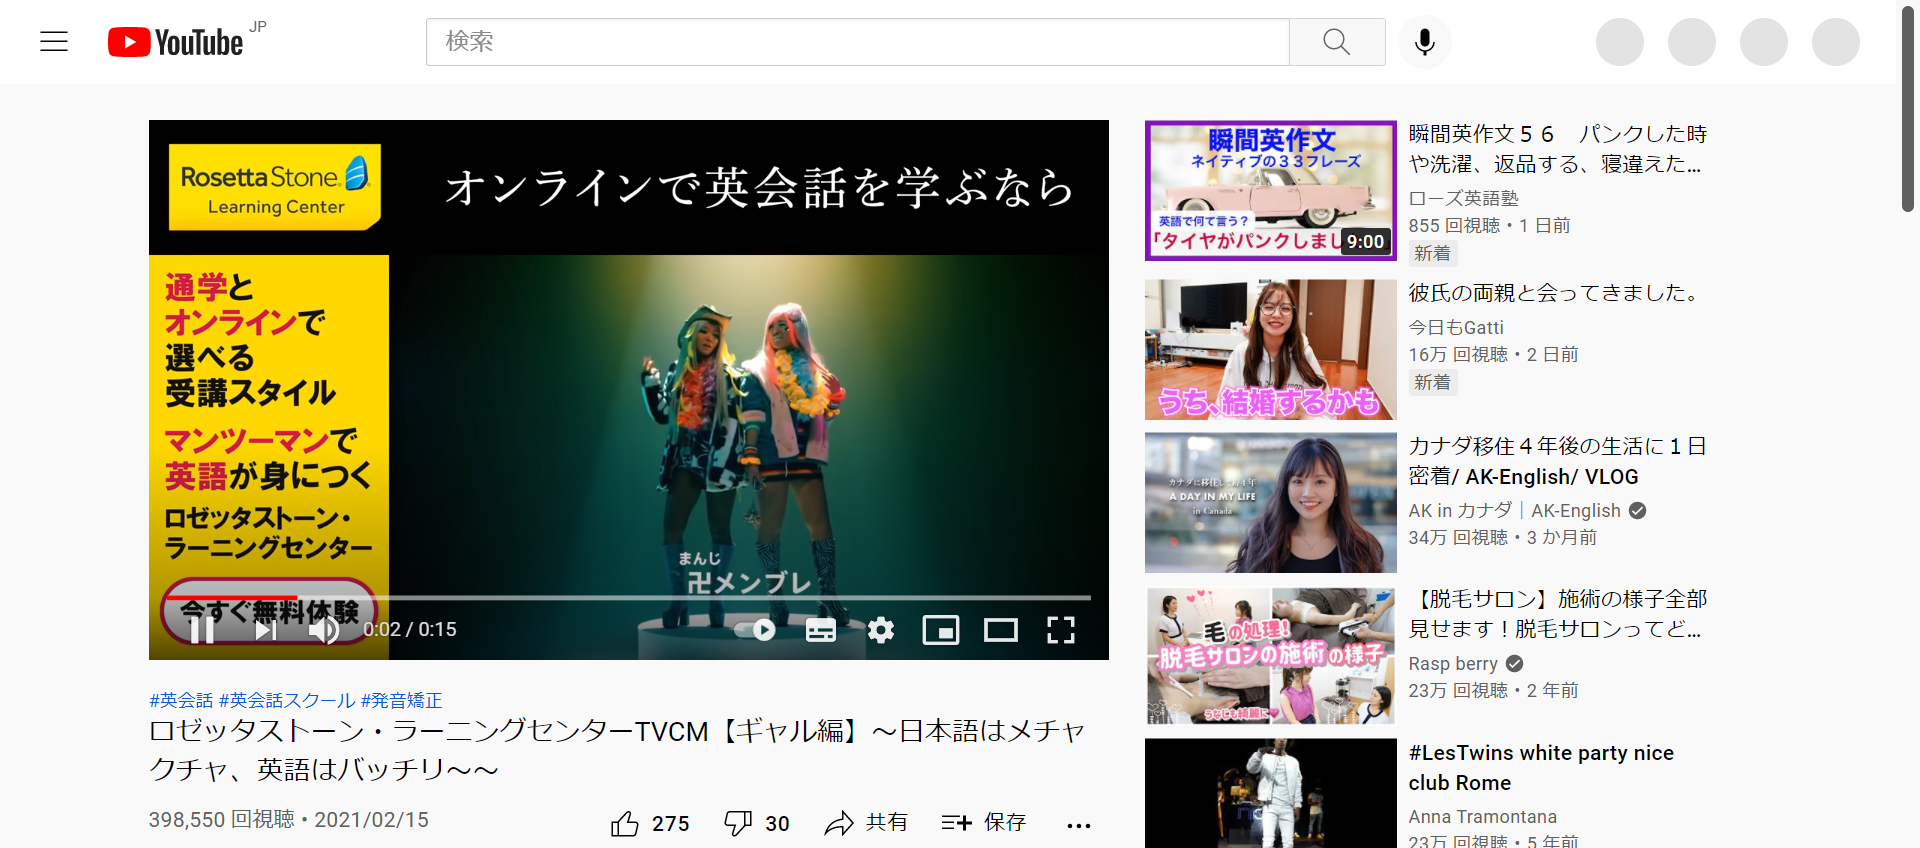 YouTube JP
検索
Rosetta Stone
Learning Center
オンラインで英会話を学ぶなら
通学と
オンラインで
選べる
受講スタイル
マンツーマンで
英語が身につく
ロゼッタストーン・
ラーニングセンター
今すぐ無料体験
まんじ
卍メンブレ
0:02 / 0:15
#英会話 #英会話スクール #発音矯正
ロゼッタストーン・ラーニングセンターTVCM【ギャル編】～日本語はメチャ
クチャ、英語はバッチリ～～
398,550 回視聴・2021/02/15
275
30
共有
保存
瞬間英作文
ネイティブの３３フレーズ
英語で何て言う？
「タイヤがパンクしまし
9:00
瞬間英作文５６　パンクした時
や洗濯、返品する、寝違えた...
ローズ英語塾
855 回視聴・1 日前
新着
うち、結婚するかも
彼氏の両親と会ってきました。
今日もGatti
16万 回視聴・2 日前
新着
カナダに移住して4年
A DAY IN MY LIFE
in Canada
カナダ移住４年後の生活に１日
密着/ AK-English/ VLOG
AK in カナダ｜AK-English
34万 回視聴・3 か月前
毛の処理!
脱毛サロンの施術の様子
うなじも綺麗に
【脱毛サロン】施術の様子全部
見せます！脱毛サロンってど...
Rasp berry
23万 回視聴・2 年前
#LesTwins white party nice
club Rome
Anna Tramontana
23万 回視聴・5 年前